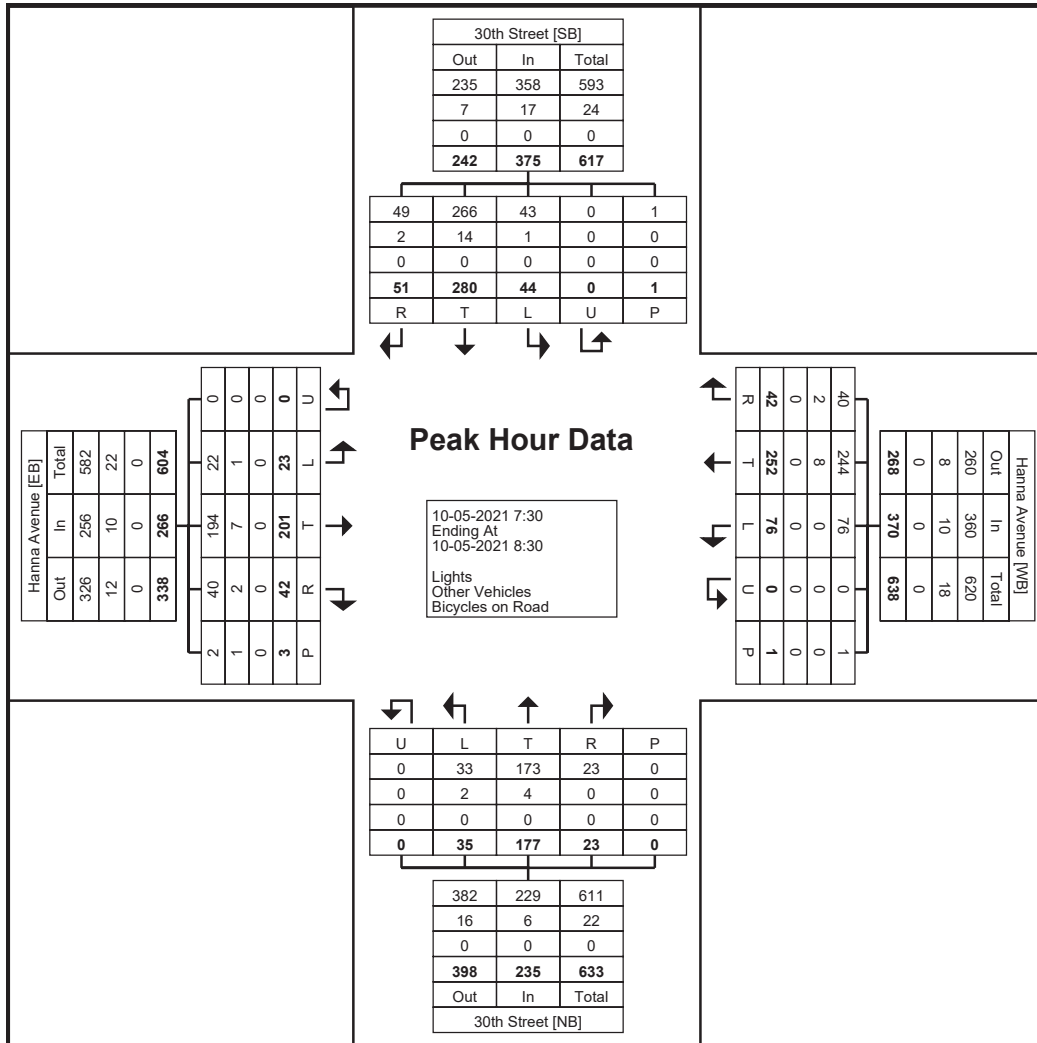 30th Street [SB]
Out In Total
235 358 593
7 17 24
0 0 0
242 375 617
49 266 43 0 1
2 14 1 0 0
0 0 0 0 0
51 280 44 0 1
R T L U P
Hanna Avenue [EB]
Total 582 22 0 604
In 256 10 0 266
Out 326 12 0 338
0 0 0 0 U
22 1 0 23 L
194 7 0 201 T
40 2 0 42 R
2 1 0 3 P
Peak Hour Data
10-05-2021 7:30
Ending At
10-05-2021 8:30
Lights
Other Vehicles
Bicycles on Road
R 42 0 2 40
T 252 0 8 244
L 76 0 0 76
U 0 0 0 0
P 1 0 0 1
268 0 8 260 Out
370 0 10 360 In
638 0 18 620 Total
Hanna Avenue [WB]
U L T R P
0 33 173 23 0
0 2 4 0 0
0 0 0 0 0
0 35 177 23 0
382 229 611
16 6 22
0 0 0
398 235 633
Out In Total
30th Street [NB]